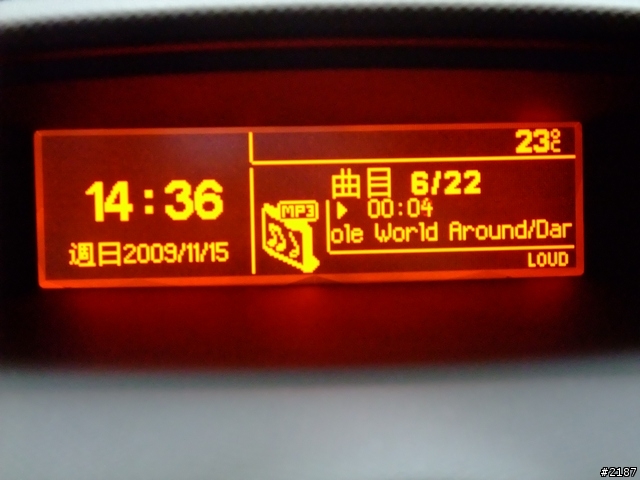 23°C
14:36
週日2009/11/15
曲目 6/22
MP3
00:04
ole World Around/Dar
LOUD
#2187